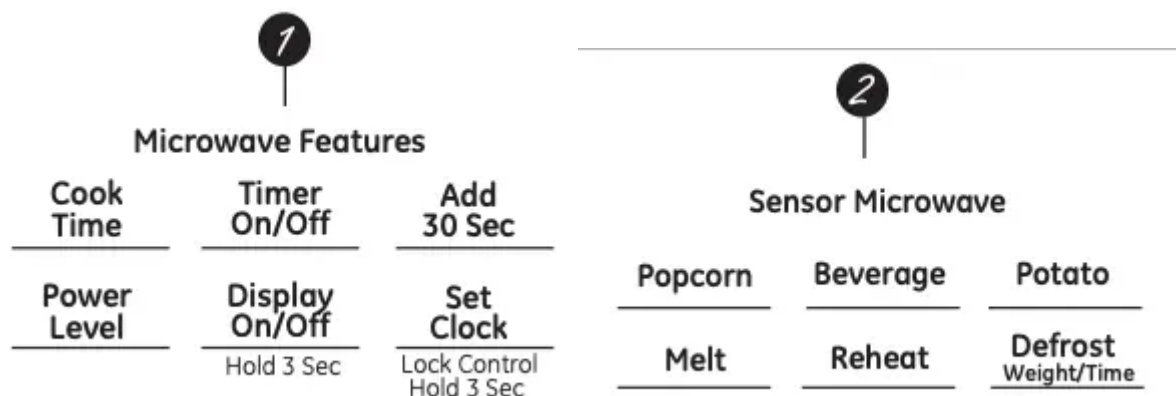 1
Microwave Features
Cook
Time
Timer
On/Off
Add
30 Sec
Power
Level
Display
On/Off
Hold 3 Sec
Set
Clock
Lock Control
Hold 3 Sec
2
Sensor Microwave
Popcorn
Beverage
Potato
Melt
Reheat
Defrost
Weight/Time